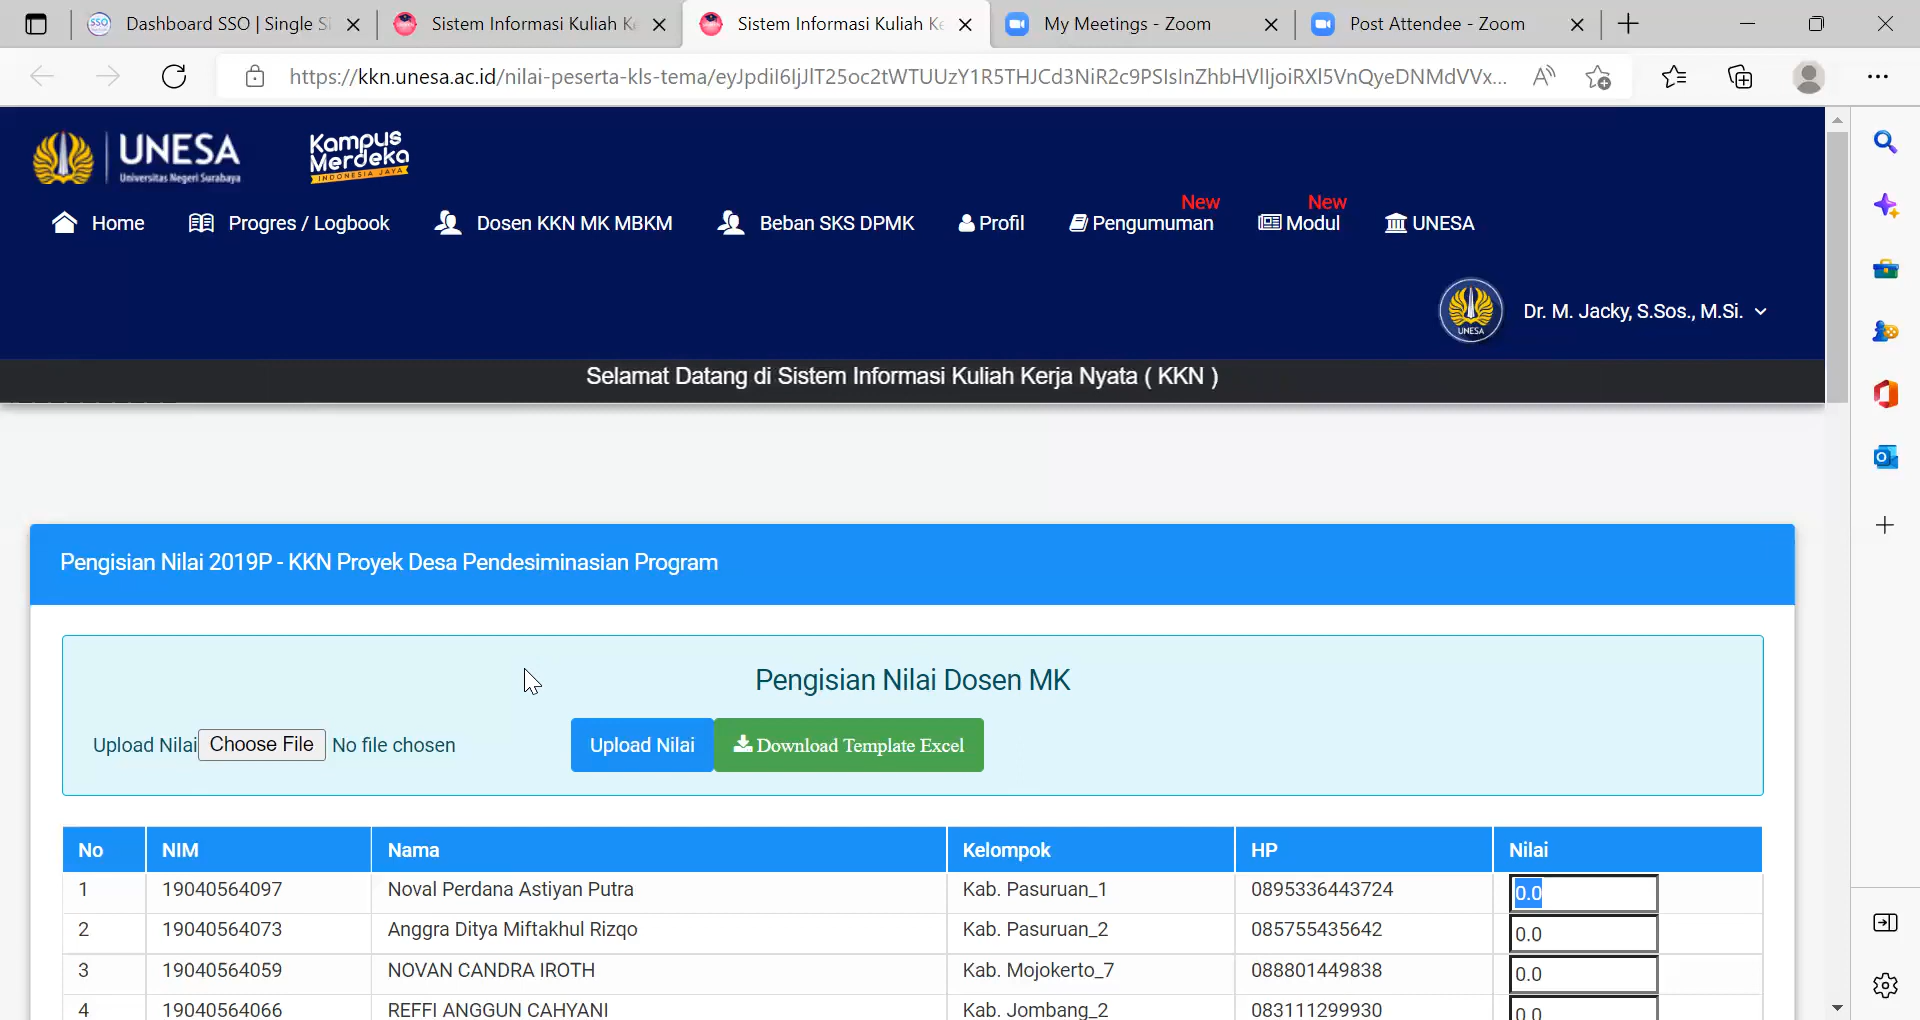 Dashboard SSO | Single Si
Sistem Informasi Kuliah Ke
Sistem Informasi Kuliah Ke
My Meetings - Zoom
Post Attendee - Zoom
https://kkn.unesa.ac.id/nilai-peserta-kls-tema/eyJpdiI6IjJlT25oc2tWTUUzY1R5THJCd3NiR2c9PSIsInZhbHVlIjoiRXl5VnQyeDNMdVVx...
UNESA
Universitas Negeri Surabaya
Kampus
Merdeka
INDONESIA JAYA
New
New
Home
Progres / Logbook
Dosen KKN MK MBKM
Beban SKS DPMK
Profil
Pengumuman
Modul
UNESA
UNESA
Dr. M. Jacky, S.Sos., M.Si.
Selamat Datang di Sistem Informasi Kuliah Kerja Nyata ( KKN )
Pengisian Nilai 2019P - KKN Proyek Desa Pendesiminasian Program
Pengisian Nilai Dosen MK
Upload Nilai Choose File No file chosen
Upload Nilai
Download Template Excel
No NIM Nama Kelompok HP Nilai
1 19040564097 Noval Perdana Astiyan Putra Kab. Pasuruan_1 0895336443724 0.0
2 19040564073 Anggra Ditya Miftakhul Rizqo Kab. Pasuruan_2 085755435642 0.0
3 19040564059 NOVAN CANDRA IROTH Kab. Mojokerto_7 088801449838 0.0
4 19040564066 REFFI ANGGUN CAHYANI Kab. Jombang_2 083111299930 0.0